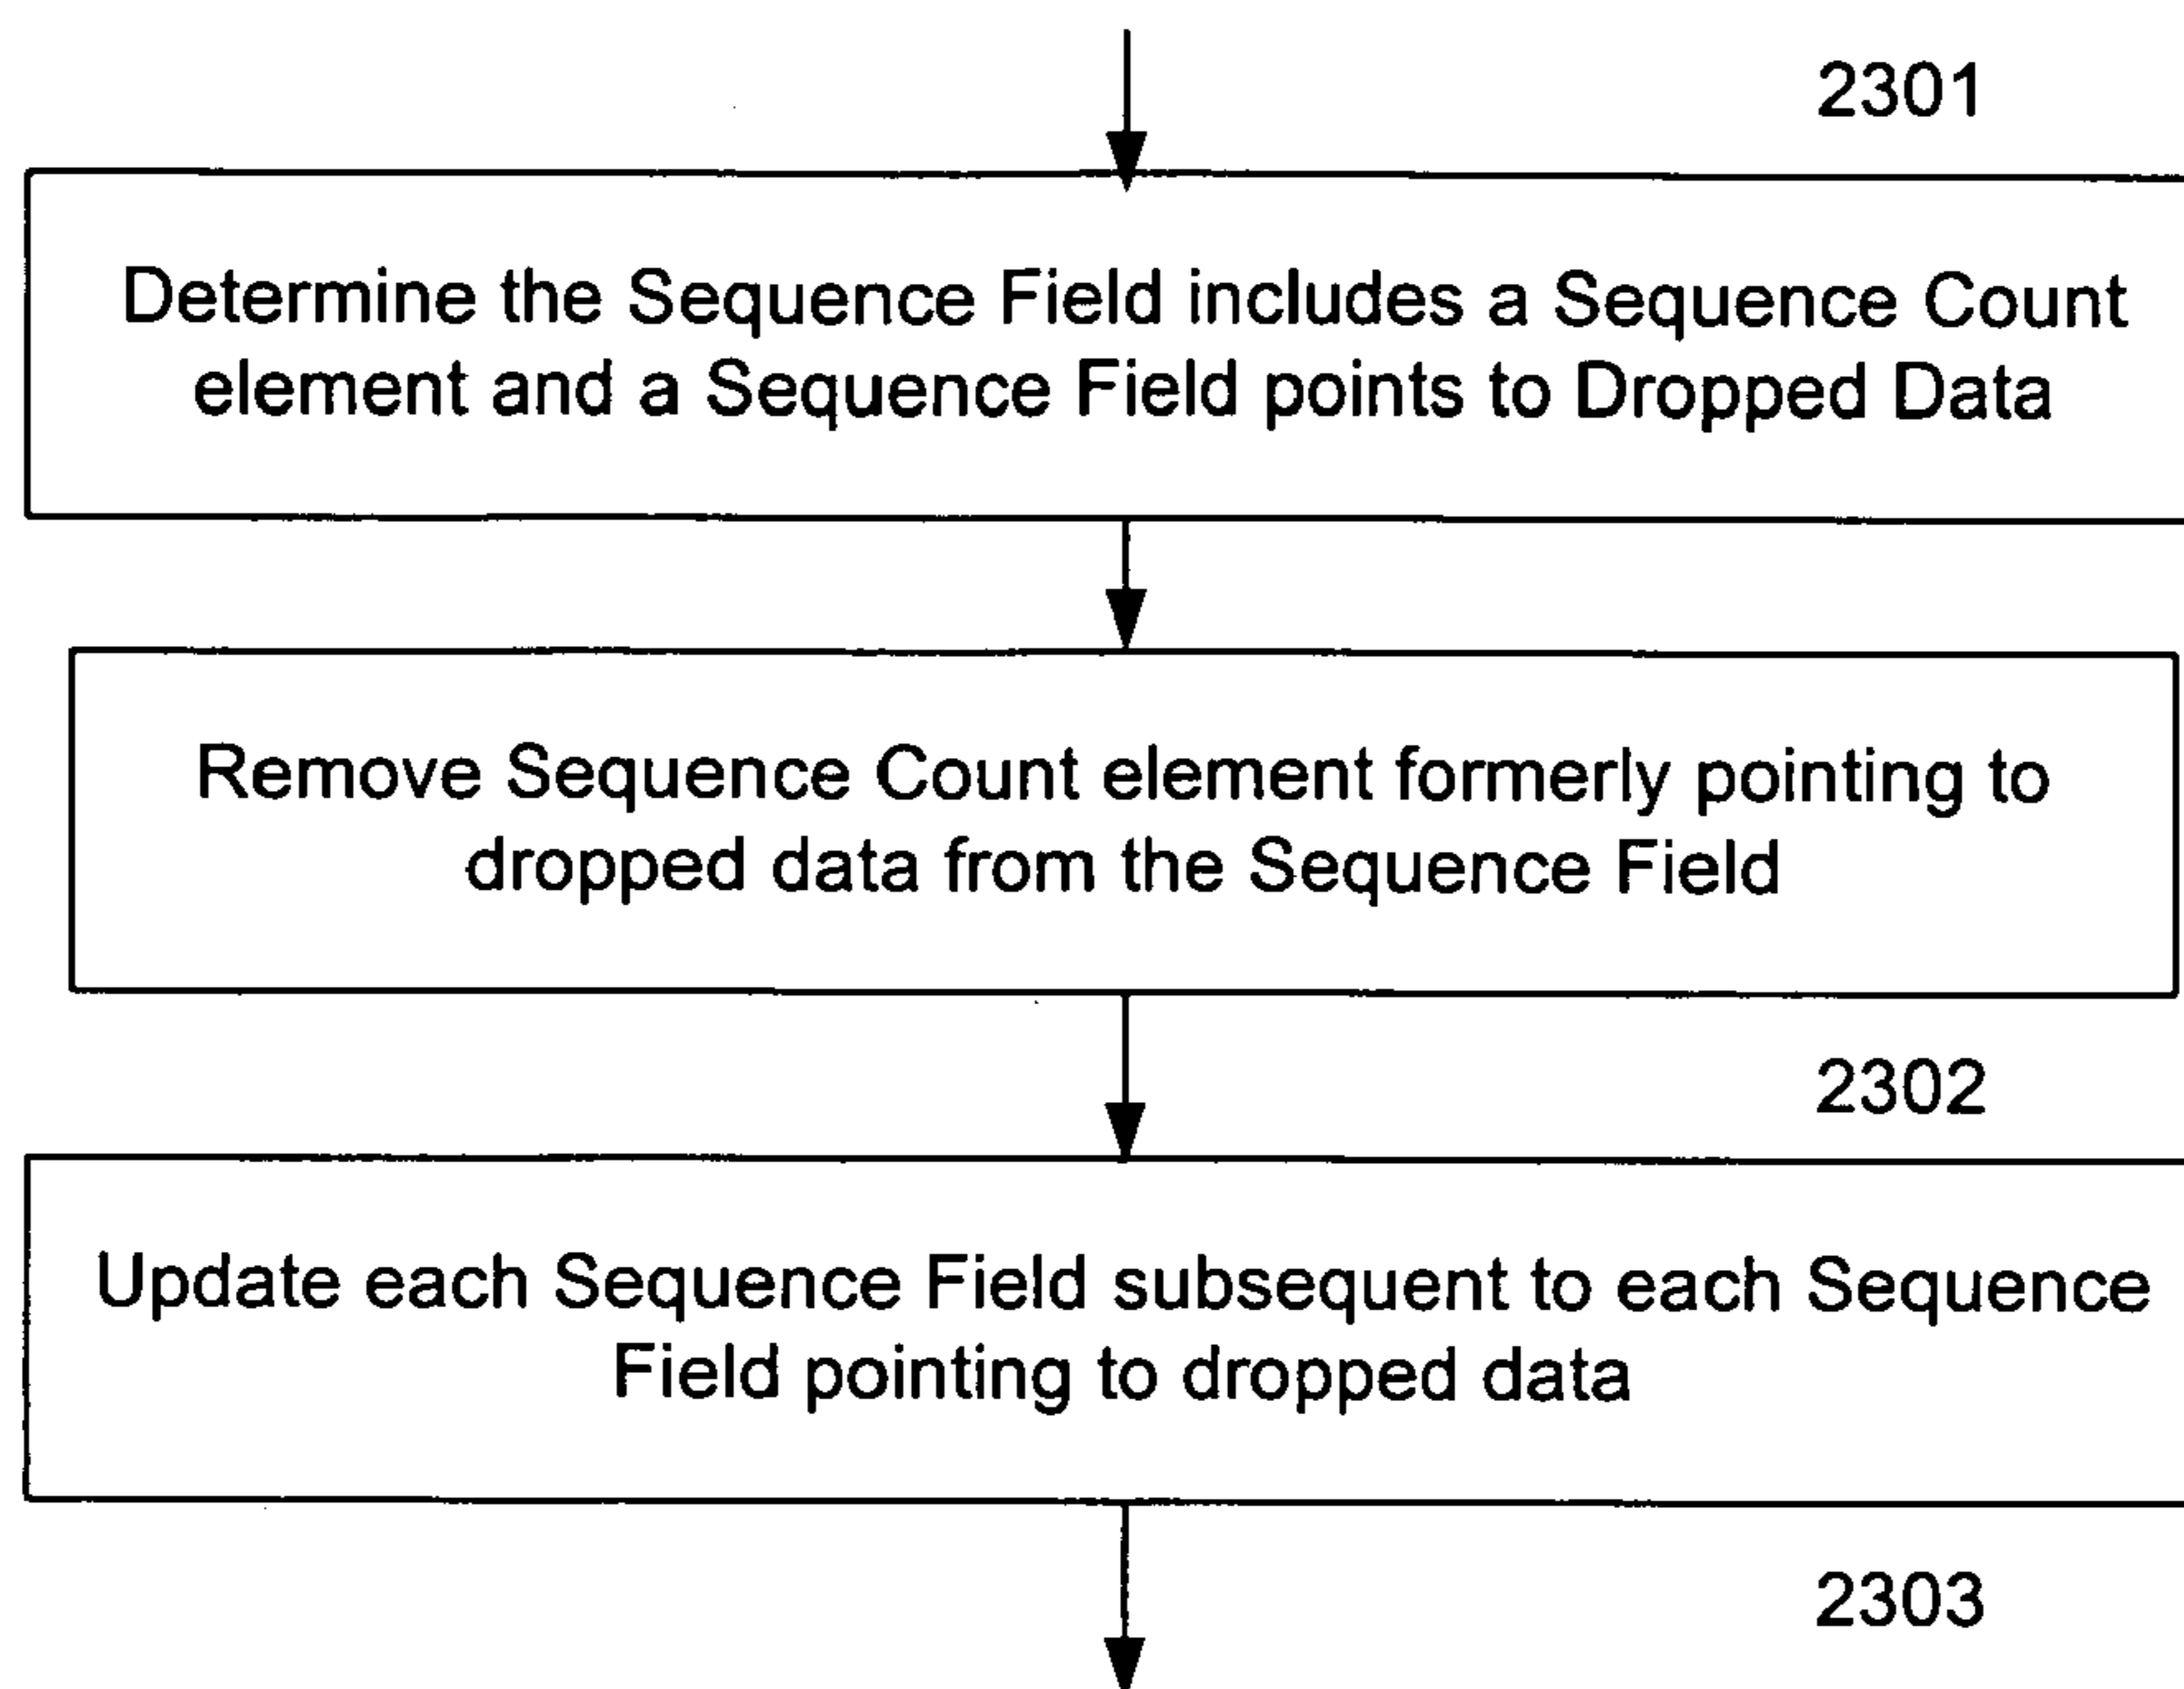 2301
Determine the Sequence Field includes a Sequence Count
element and a Sequence Field points to Dropped Data
Remove Sequence Count element formerly pointing to
dropped data from the Sequence Field
2302
Update each Sequence Field subsequent to each Sequence
Field pointing to dropped data
2303